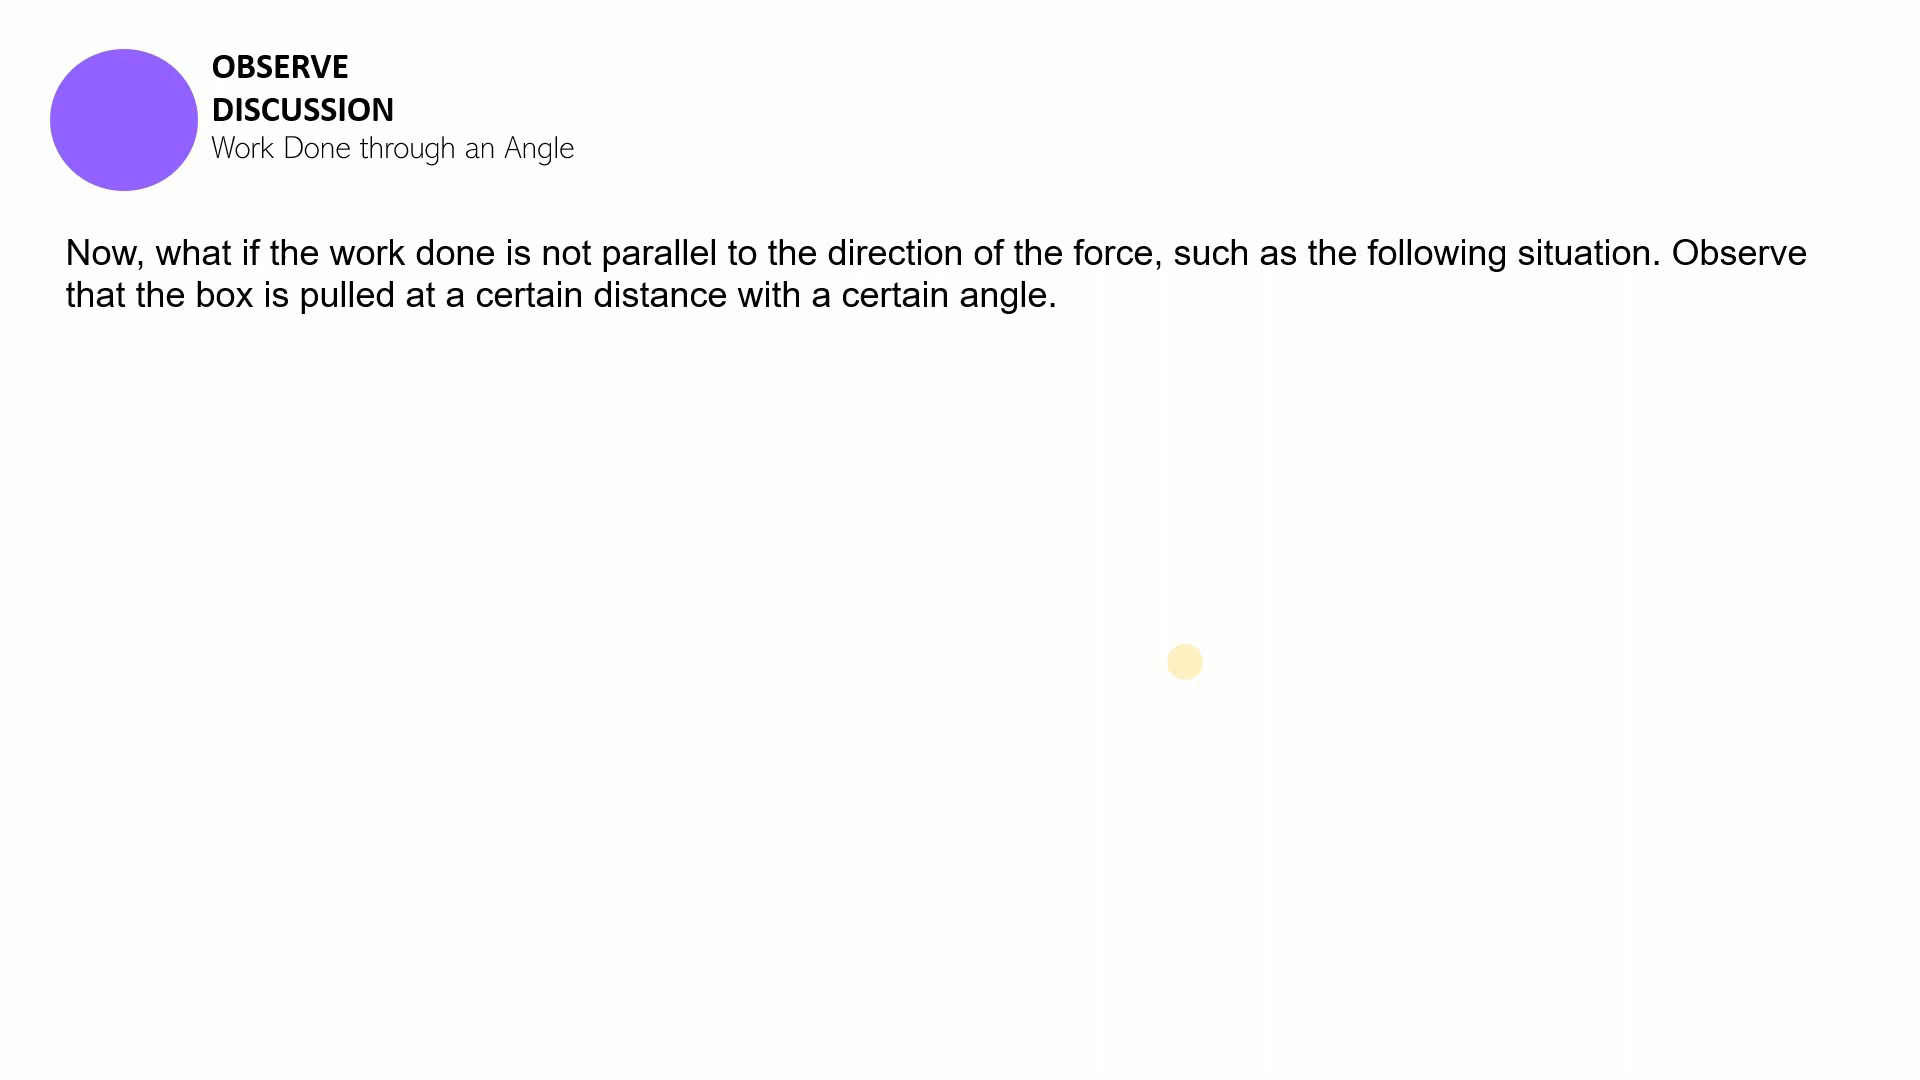 OBSERVE
DISCUSSION
Work Done through an Angle
Now, what if the work done is not parallel to the direction of the force, such as the following situation. Observe
that the box is pulled at a certain distance with a certain angle.